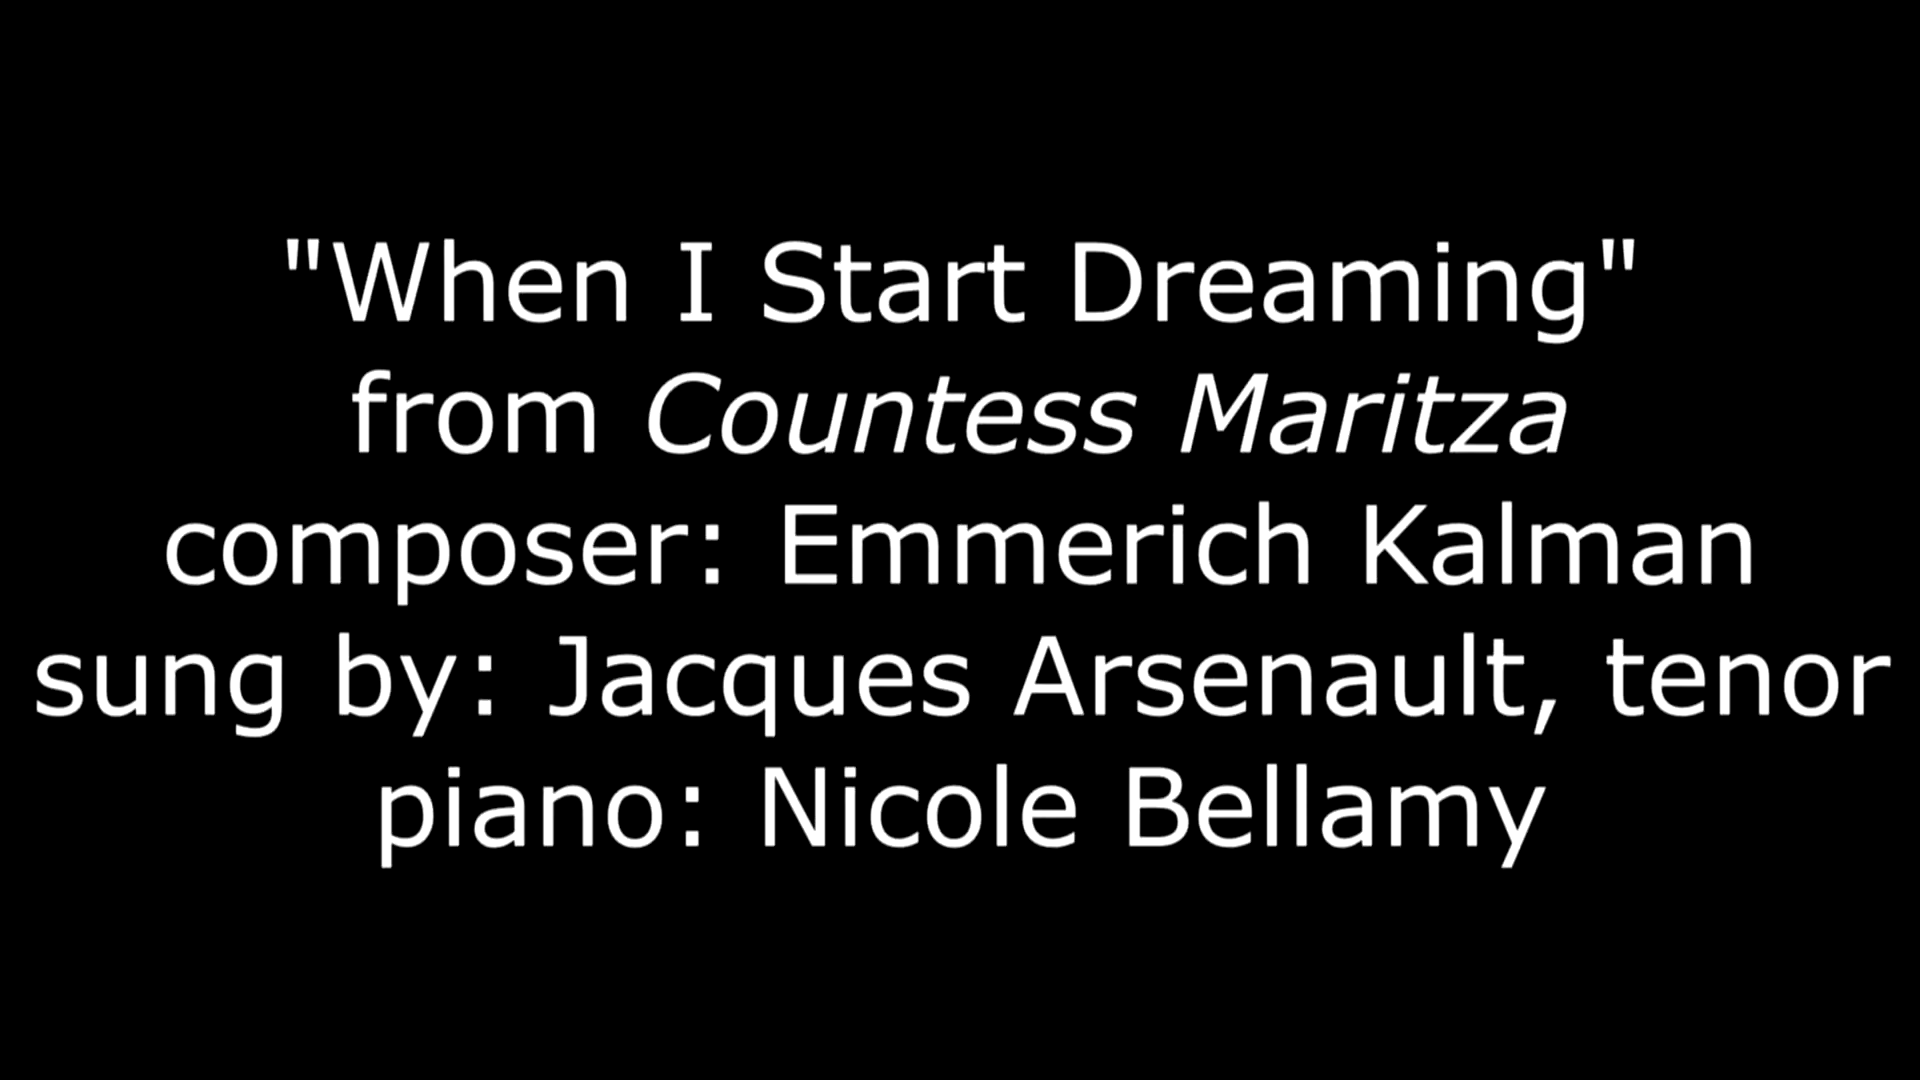 "When I Start Dreaming"
from Countess Maritza
composer: Emmerich Kalman
sung by: Jacques Arsenault, tenor
piano: Nicole Bellamy